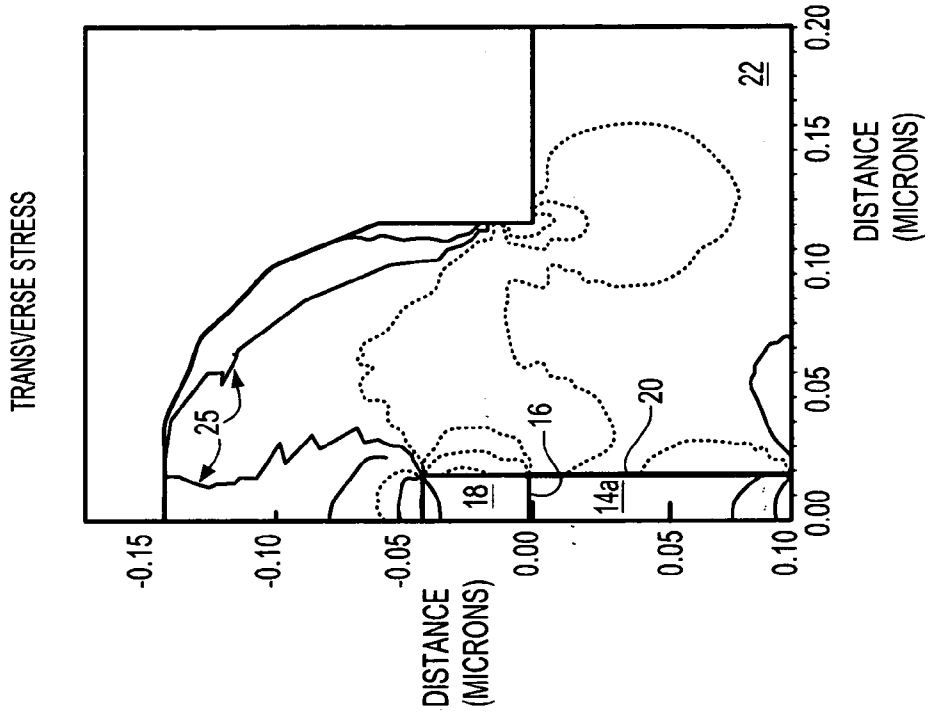 TRANSVERSE STRESS
-0.15
-0.10
-0.05
0.00
0.05
0.10
DISTANCE
(MICRONS)
25
18
16
14a
20
22
0.00
0.05
0.10
0.15
0.20
DISTANCE
(MICRONS)